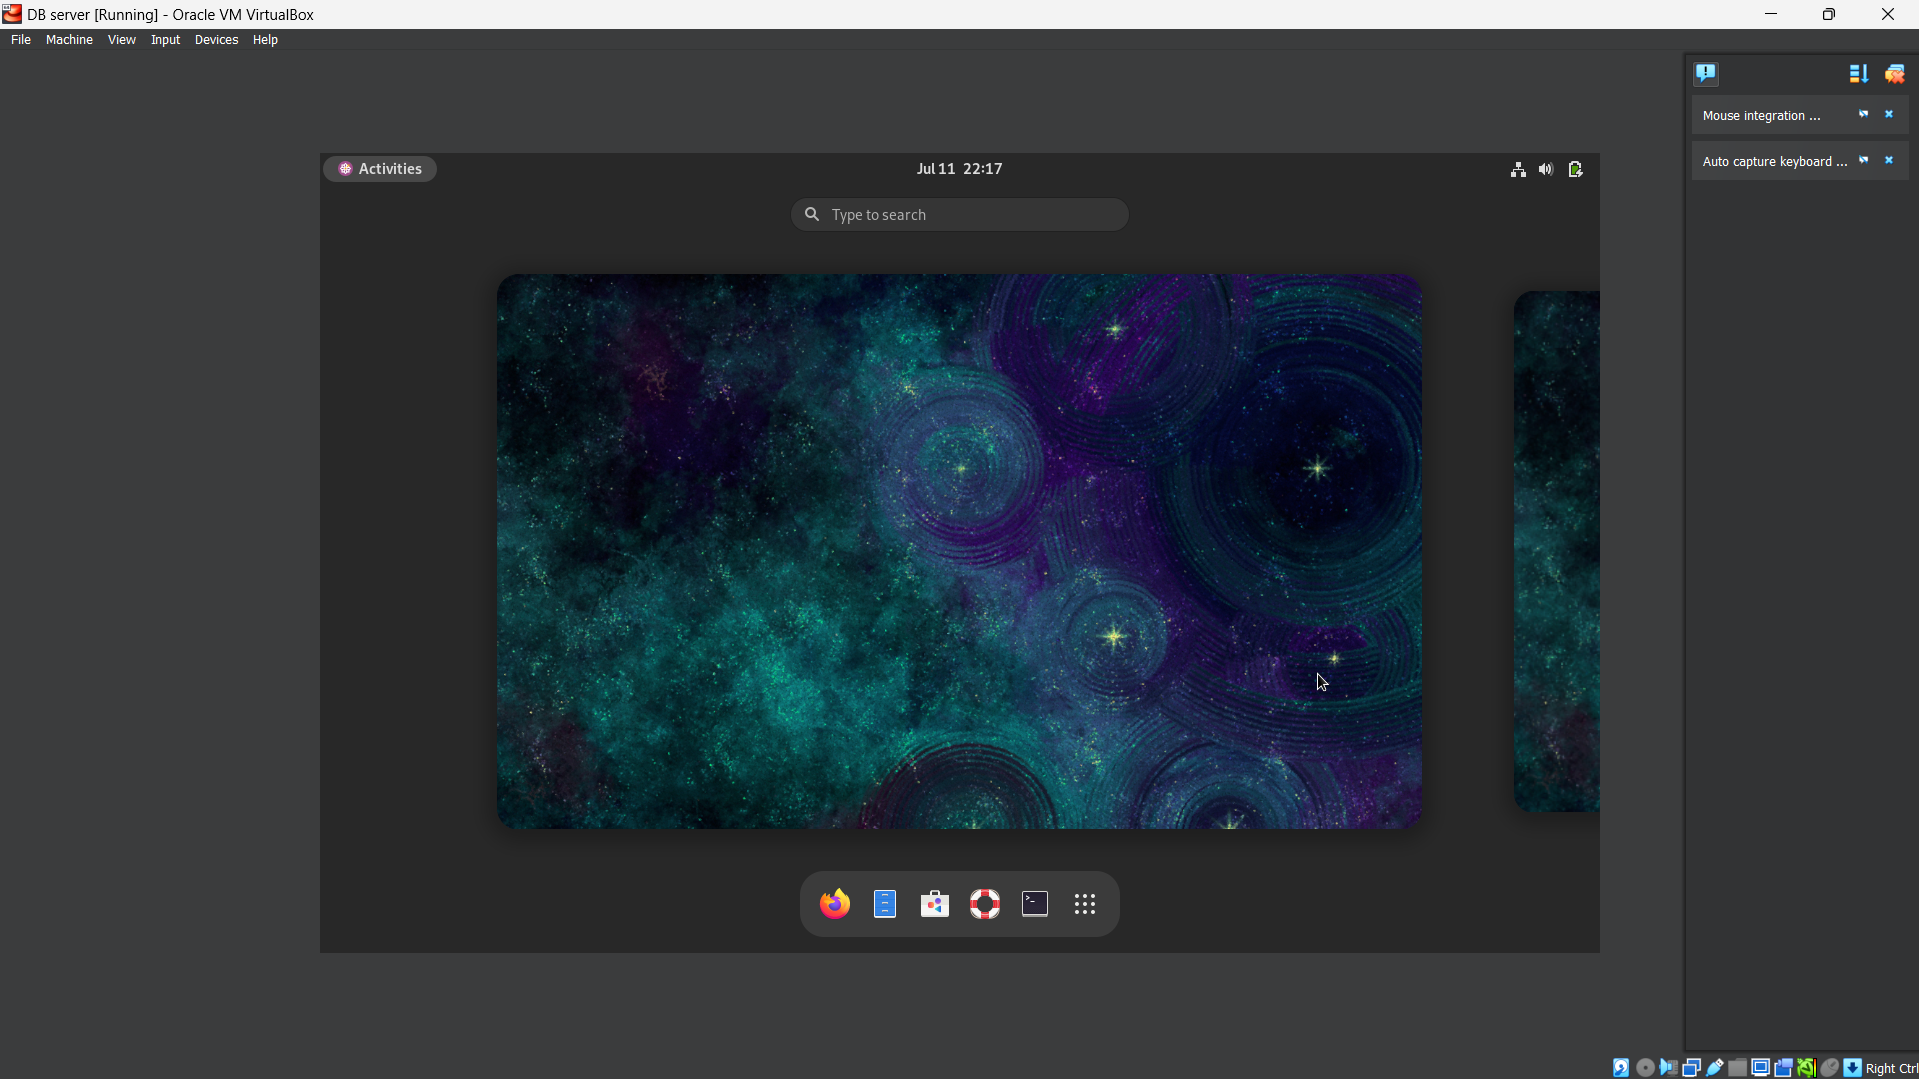 DB server [Running] - Oracle VM VirtualBox
File Machine View Input Devices Help
Mouse integration ...
Auto capture keyboard ...
Activities
Jul 11 22:17
Type to search
Right Ctrl